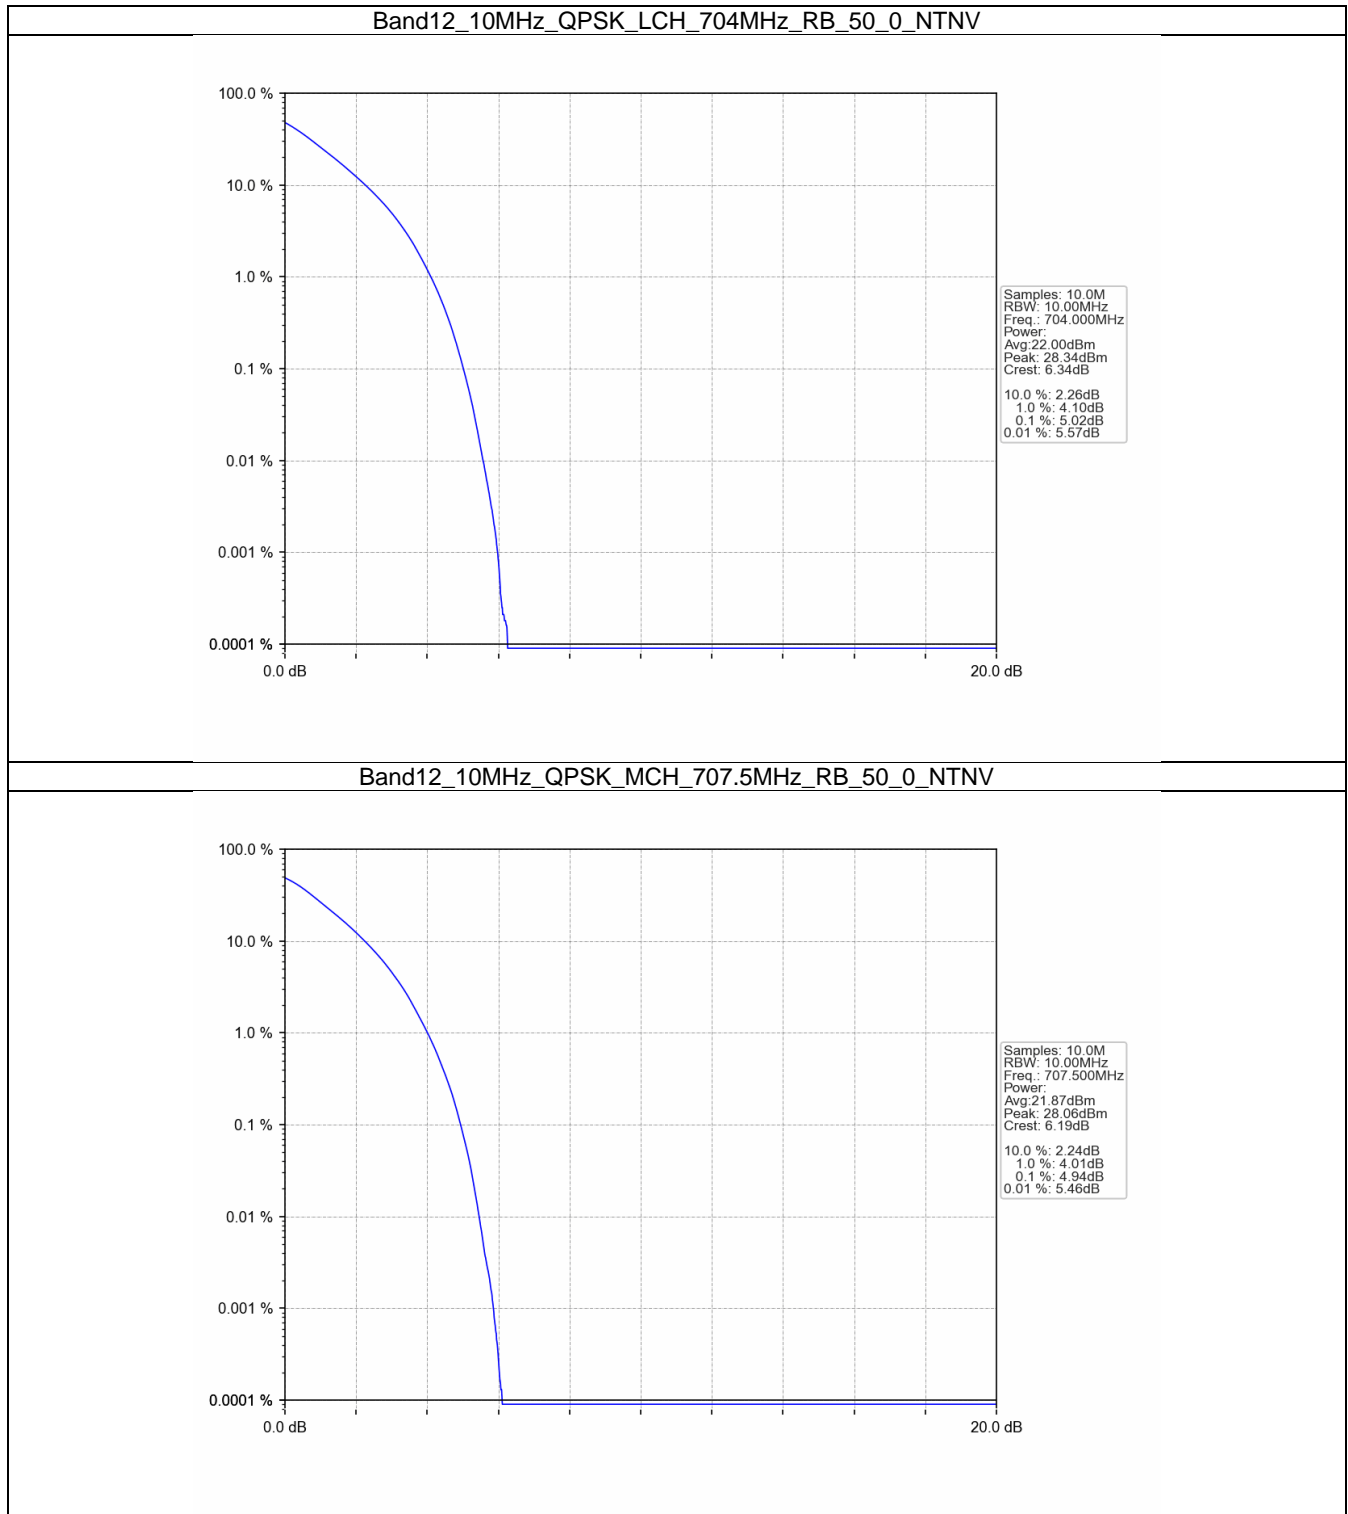 Band12_10MHz_QPSK_LCH_704MHz_RB_50_0_NTNV
100.0 %
10.0 %
1.0 %
0.1 %
0.01 %
0.001 %
0.0001 %
0.0 dB
20.0 dB
Samples: 10.0M
RBW: 10.00MHz
Freq.: 704.000MHz
Power:
Avg:22.00dBm
Peak: 28.34dBm
Crest: 6.34dB
10.0 %: 2.26dB
1.0 %: 4.10dB
0.1 %: 5.02dB
0.01 %: 5.57dB
Band12_10MHz_QPSK_MCH_707.5MHz_RB_50_0_NTNV
100.0 %
10.0 %
1.0 %
0.1 %
0.01 %
0.001 %
0.0001 %
0.0 dB
20.0 dB
Samples: 10.0M
RBW: 10.00MHz
Freq.: 707.500MHz
Power:
Avg:21.87dBm
Peak: 28.06dBm
Crest: 6.19dB
10.0 %: 2.24dB
1.0 %: 4.01dB
0.1 %: 4.94dB
0.01 %: 5.46dB